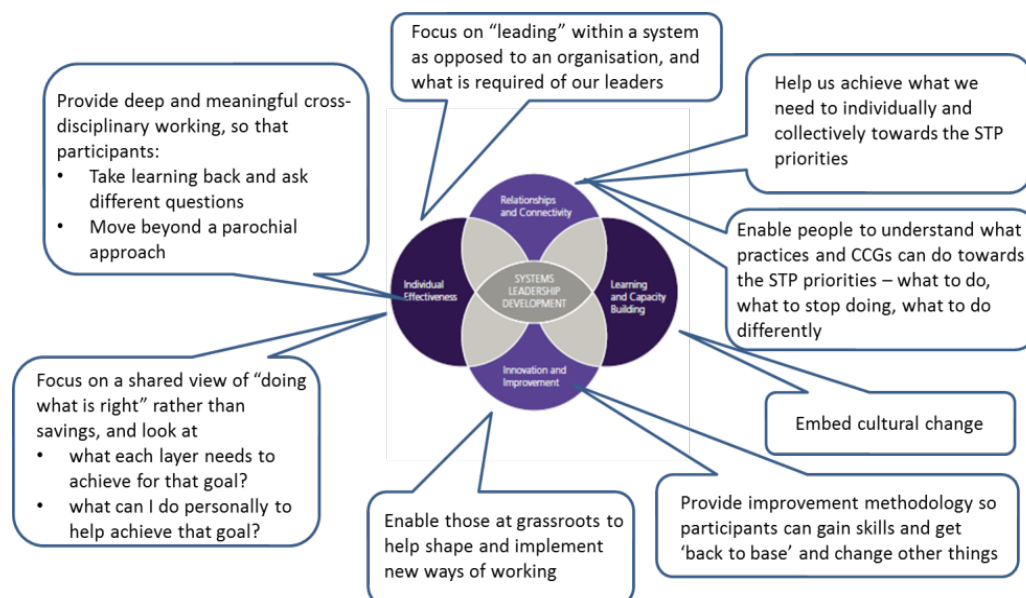 Focus on “leading” within a system
as opposed to an organisation, and
what is required of our leaders
Provide deep and meaningful cross-
disciplinary working, so that
participants:
• Take learning back and ask
different questions
• Move beyond a parochial
approach
Help us achieve what we
need to individually and
collectively towards the STP
priorities
Relationships
and Connectivity
Individual
Effectiveness
SYSTEMS
LEADERSHIP
DEVELOPMENT
Learning
and Capacity
Building
Innovation and
Improvement
Enable people to understand what
practices and CCGs can do towards
the STP priorities – what to do,
what to stop doing, what to do
differently
Focus on a shared view of “doing
what is right” rather than
savings, and look at
• what each layer needs to
achieve for that goal?
• what can I do personally to
help achieve that goal?
Embed cultural change
Enable those at grassroots to
help shape and implement
new ways of working
Provide improvement methodology so
participants can gain skills and get
‘back to base’ and change other things